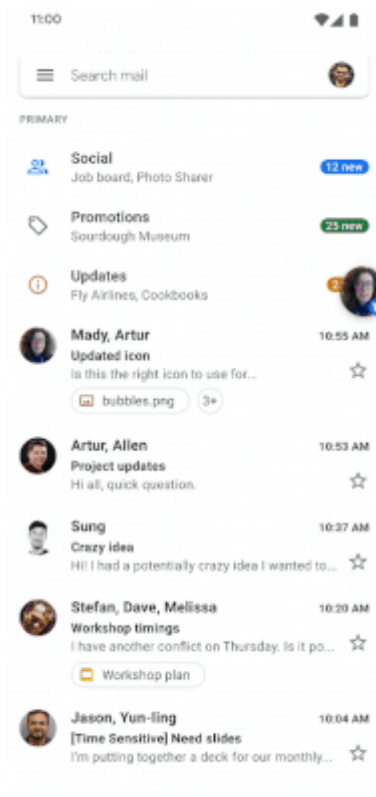 11:00
Search mail
PRIMARY
Social
12 new
Job board, Photo Sharer
Promotions
25 new
Sourdough Museum
Updates
2
Fly Airlines, Cookbooks
Mady, Artur
10:55 AM
Updated icon
Is this the right icon to use for...
bubbles.png
3+
Artur, Allen
10:53 AM
Project updates
Hi all, quick question.
Sung
10:37 AM
Crazy idea
Hi! I had a potentially crazy idea I wanted to...
Stefan, Dave, Melissa
10:20 AM
Workshop timings
I have another conflict on Thursday. Is it po...
Workshop plan
Jason, Yun-ling
10:04 AM
[Time Sensitive] Need slides
I'm putting together a deck for our monthly...